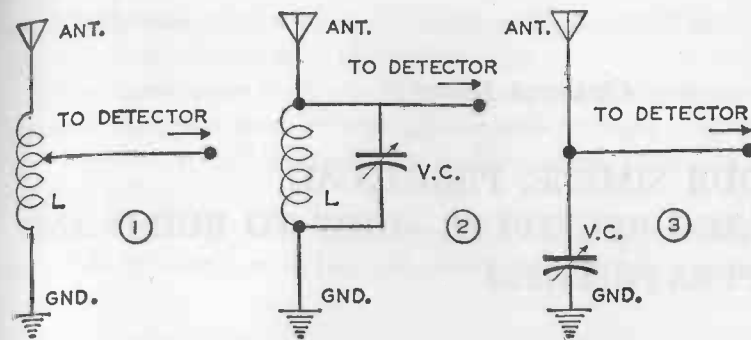 ANT.
TO DETECTOR
L
1
GND.
ANT.
TO DETECTOR
V.C.
L
2
GND.
ANT.
TO DETECTOR
V.C.
3
GND.